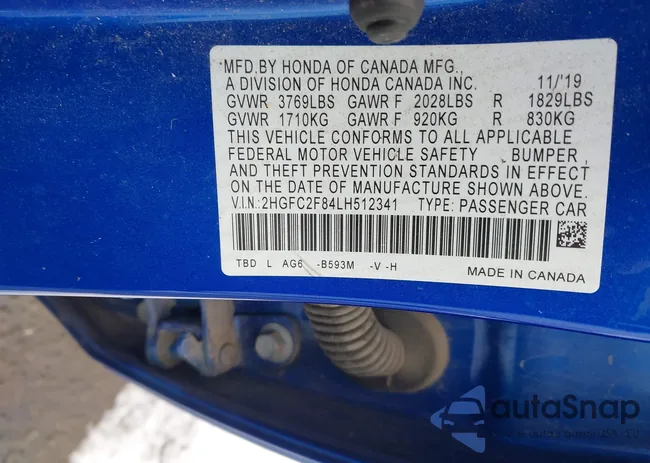 MFD.BY HONDA OF CANADA MFG.,
A DIVISION OF HONDA CANADA INC. 11/'19
GVWR 3769LBS GAWR F 2028LBS R 1829LBS
GVWR 1710KG GAWR F 920KG R 830KG
THIS VEHICLE CONFORMS TO ALL APPLICABLE
FEDERAL MOTOR VEHICLE SAFETY , BUMPER ,
AND THEFT PREVENTION STANDARDS IN EFFECT
ON THE DATE OF MANUFACTURE SHOWN ABOVE.
V.I.N.:2HGFC2F84LH512341 TYPE: PASSENGER CAR
TBD L AG6 -B593M -V -H
MADE IN CANADA
autaSnap